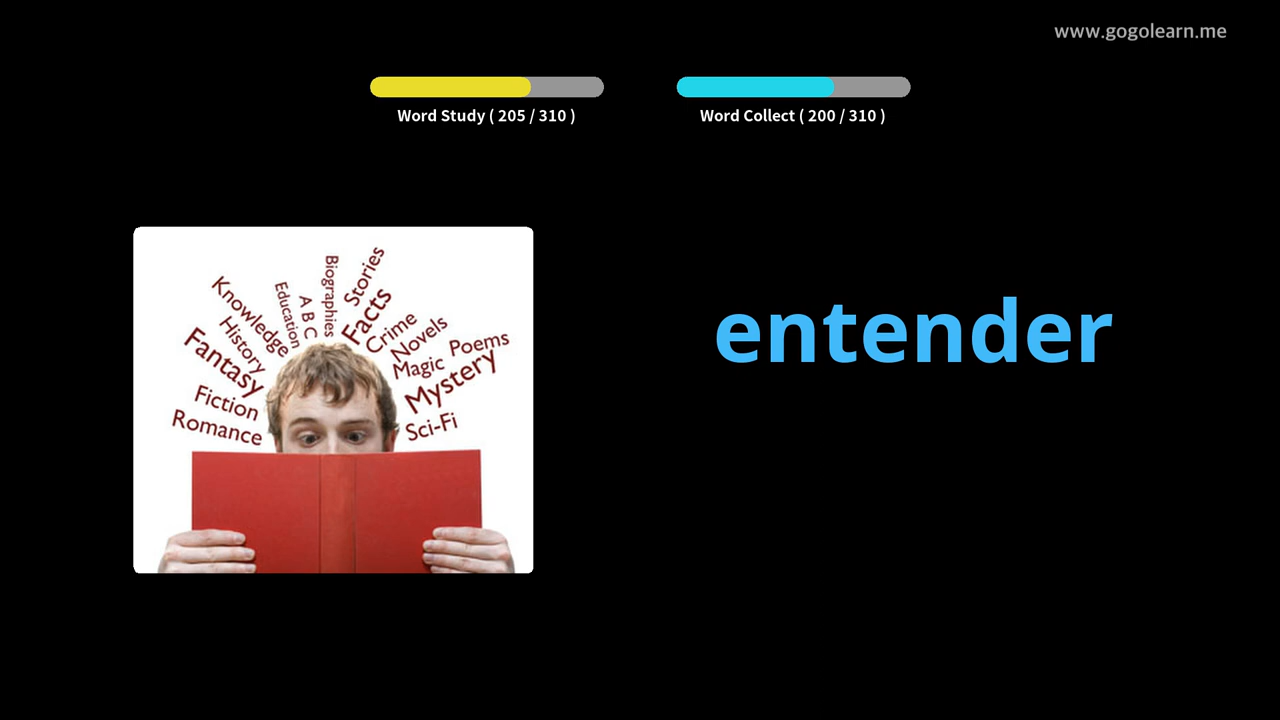 www.gogolearn.me
Word Study ( 205 / 310 )
Word Collect ( 200 / 310 )
Knowledge
History
Fantasy
Fiction
Romance
Education
A B C
Biographies
Stories
Facts
Crime
Novels
Magic
Poems
Mystery
Sci-Fi
entender